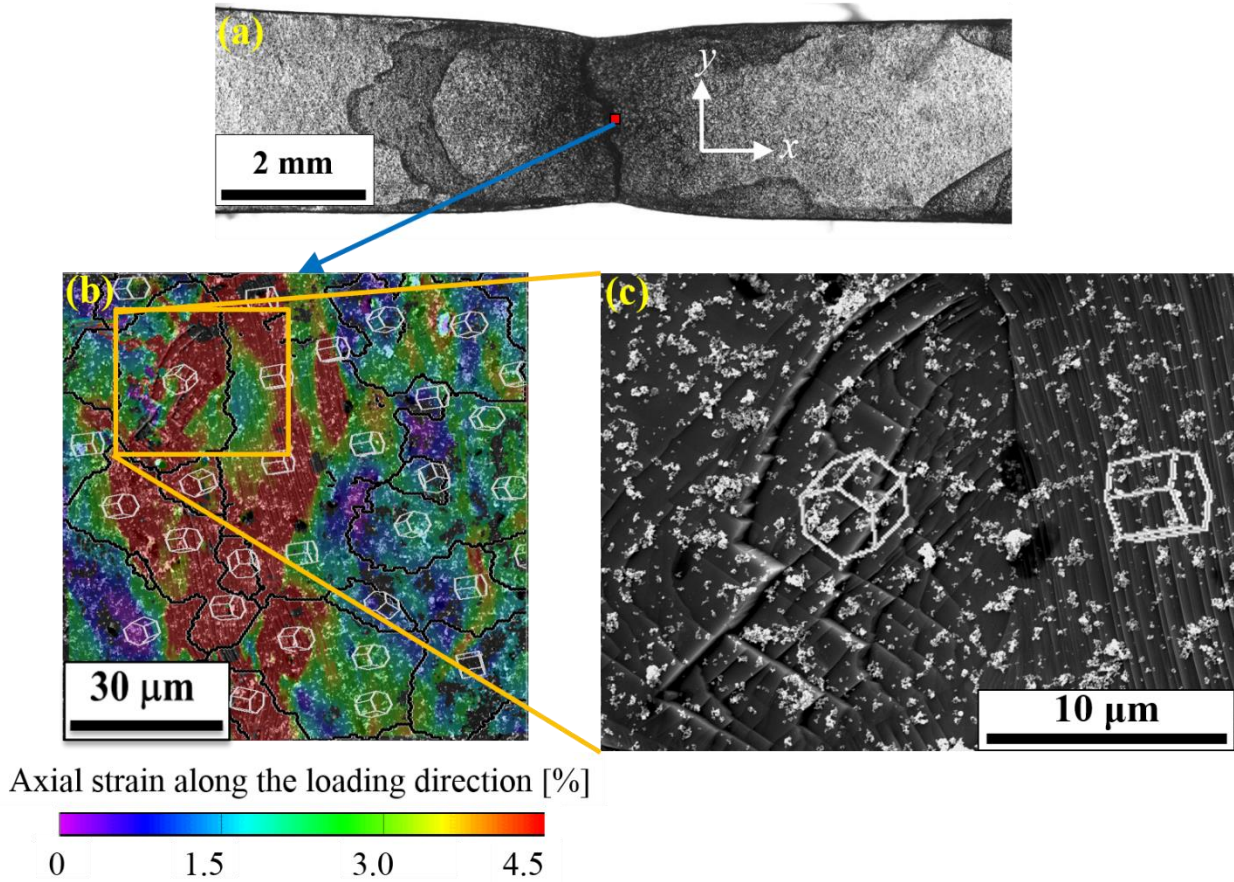 (a)
y
x
2 mm
(b)
(c)
30 μm
10 μm
Axial strain along the loading direction [%]
0 1.5 3.0 4.5